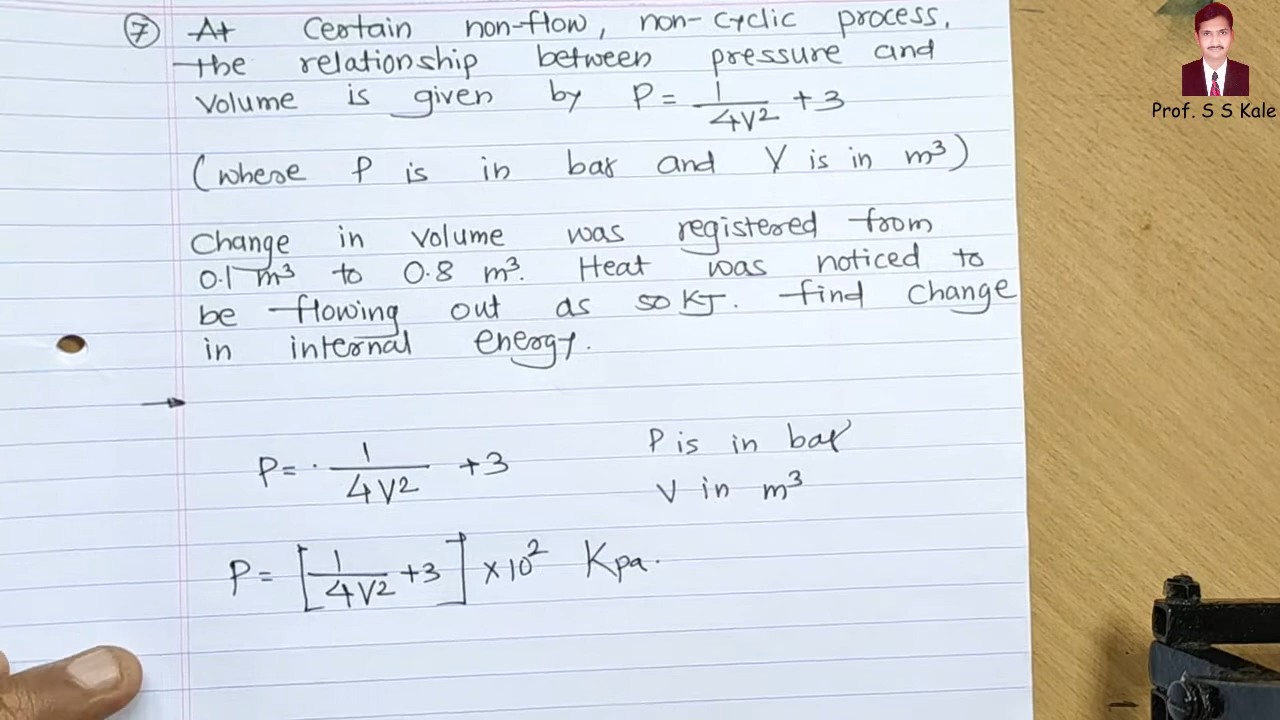 7 At certain non-flow, non-cyclic process.
the relationship between pressure and
volume is given by P = 1/4V² + 3
(where P is in bar and V is in m³)
Change in volume was registered from
0.1 m³ to 0.8 m³. Heat was noticed to
be flowing out as 50 KJ. find change
in internal energy.
P = 1/4V² + 3 P is in bar
V in m³
P = [1/4V² + 3] × 10² Kpa.
Prof. S S Kale